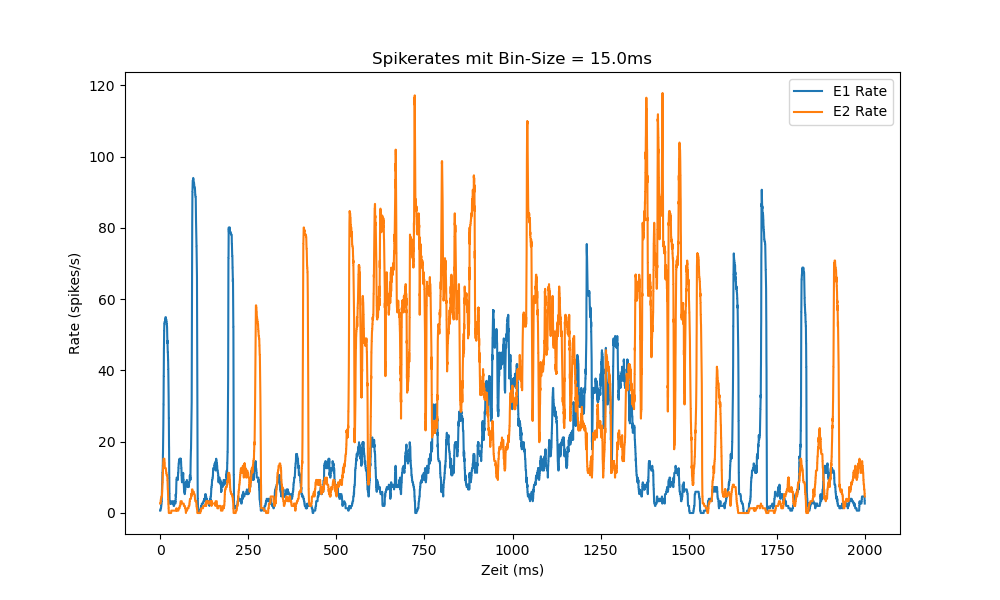 Spikerates mit Bin-Size = 15.0ms
E1 Rate
E2 Rate
120
100
80
60
40
20
0
Rate (spikes/s)
0 250 500 750 1000 1250 1500 1750 2000
Zeit (ms)